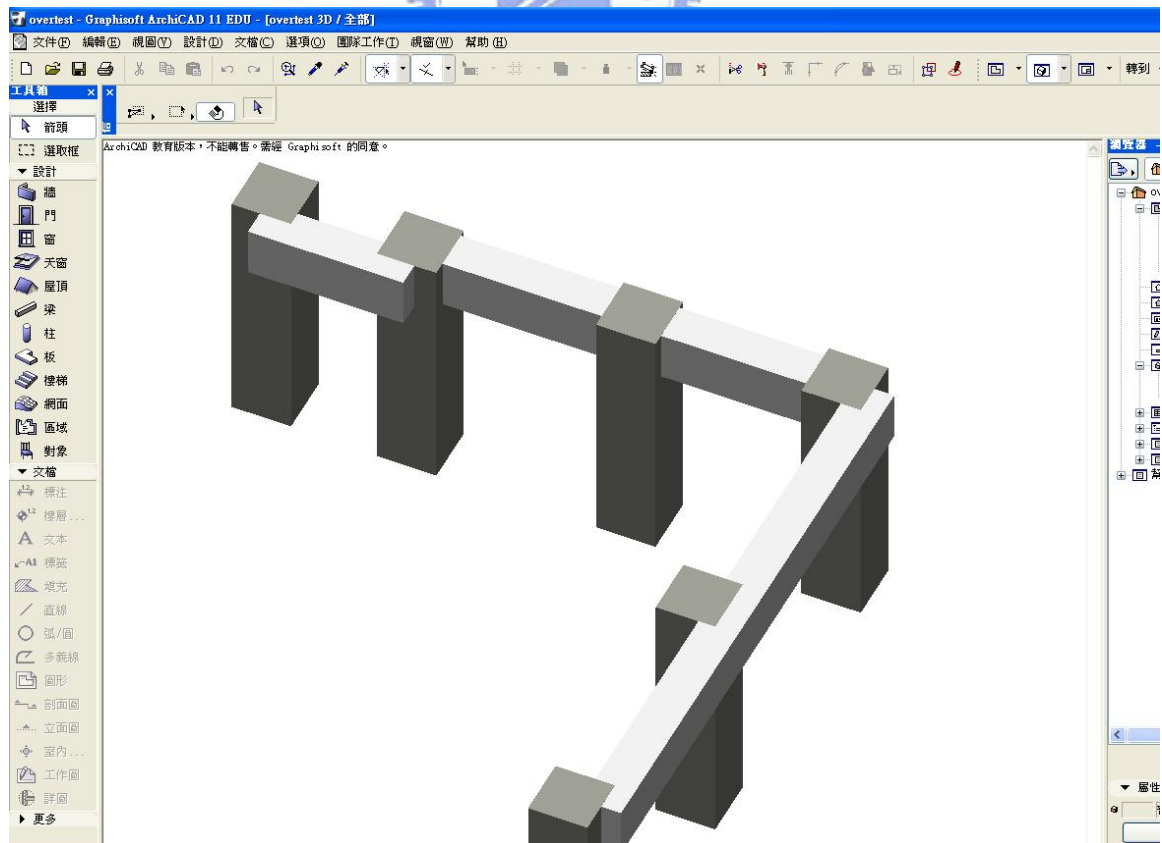 overtest - Graphisoft ArchiCAD 11 EDU - [overtest 3D / 全部]
文件(F) 編輯(E) 視圖(V) 設計(D) 文檔(C) 選項(O) 團隊工作(T) 視窗(W) 幫助(H)
轉到
工具箱
選擇
箭頭
選取框
ArchiCAD 教育版本，不能轉售。需經 Graphisoft 的同意。
設計
牆
門
窗
天窗
屋頂
梁
柱
板
樓梯
網面
區域
對象
文檔
標注
樓層...
文本
A1 標籤
填充
直線
弧/圓
多義線
圖形
剖面圖
立面圖
室內...
工作圖
詳圖
更多
瀏覽器
ov
屬性